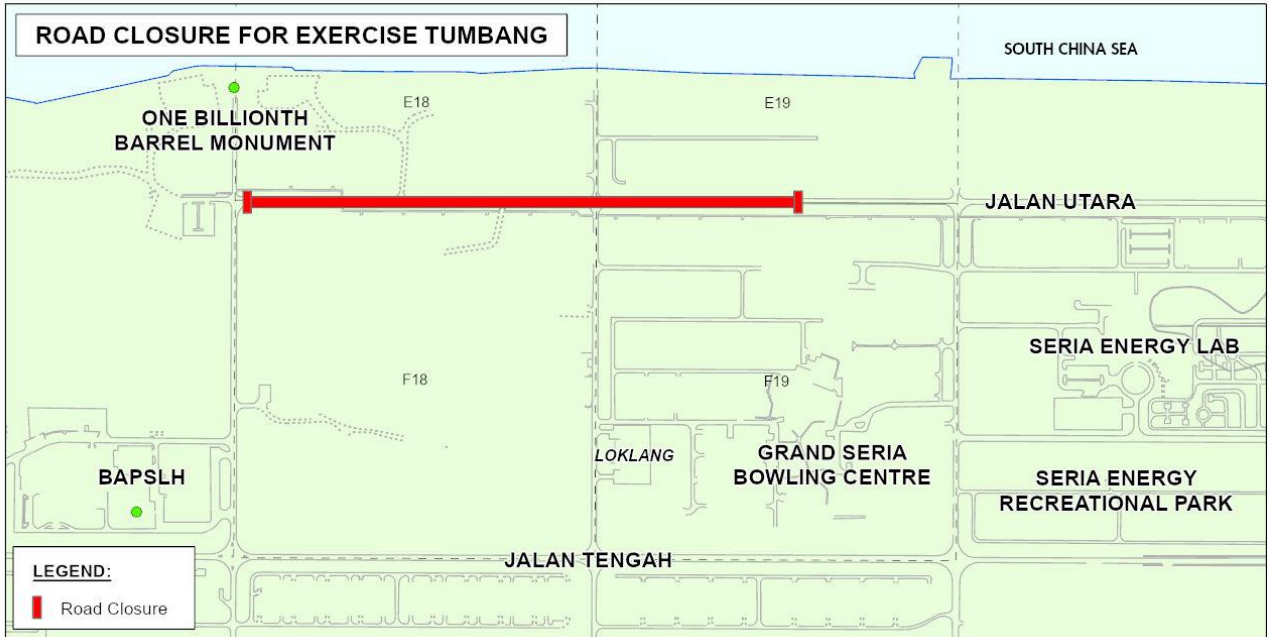 ROAD CLOSURE FOR EXERCISE TUMBANG
SOUTH CHINA SEA
E18
E19
ONE BILLIONTH
BARREL MONUMENT
JALAN UTARA
SERIA ENERGY LAB
F18
F19
LOKLANG
GRAND SERIA
BOWLING CENTRE
BAPSLH
SERIA ENERGY
RECREATIONAL PARK
JALAN TENGAH
LEGEND:
Road Closure